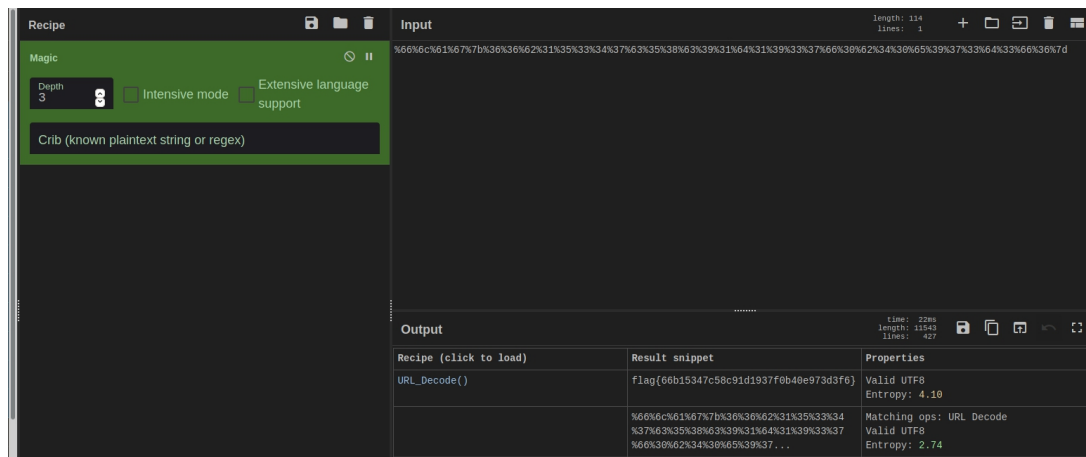 Recipe
Magic
Depth
3
Intensive mode
Extensive language support
Crib (known plaintext string or regex)
Input
length: 114
lines: 1
%66%6c%61%67%7b%36%36%62%31%35%33%34%37%63%35%38%63%39%31%64%31%39%33%37%66%30%62%34%30%65%39%37%33%64%33%66%36%7d
Output
time: 22ms
length: 11543
lines: 427
Recipe (click to load) Result snippet Properties
URL_Decode() flag{66b15347c58c91d1937f0b40e973d3f6} Valid UTF8
Entropy: 4.10
%66%6c%61%67%7b%36%36%62%31%35%33%34 Matching ops: URL Decode
%37%63%35%38%63%39%31%64%31%39%33%37 Valid UTF8
%66%30%62%34%30%65%39%37... Entropy: 2.74